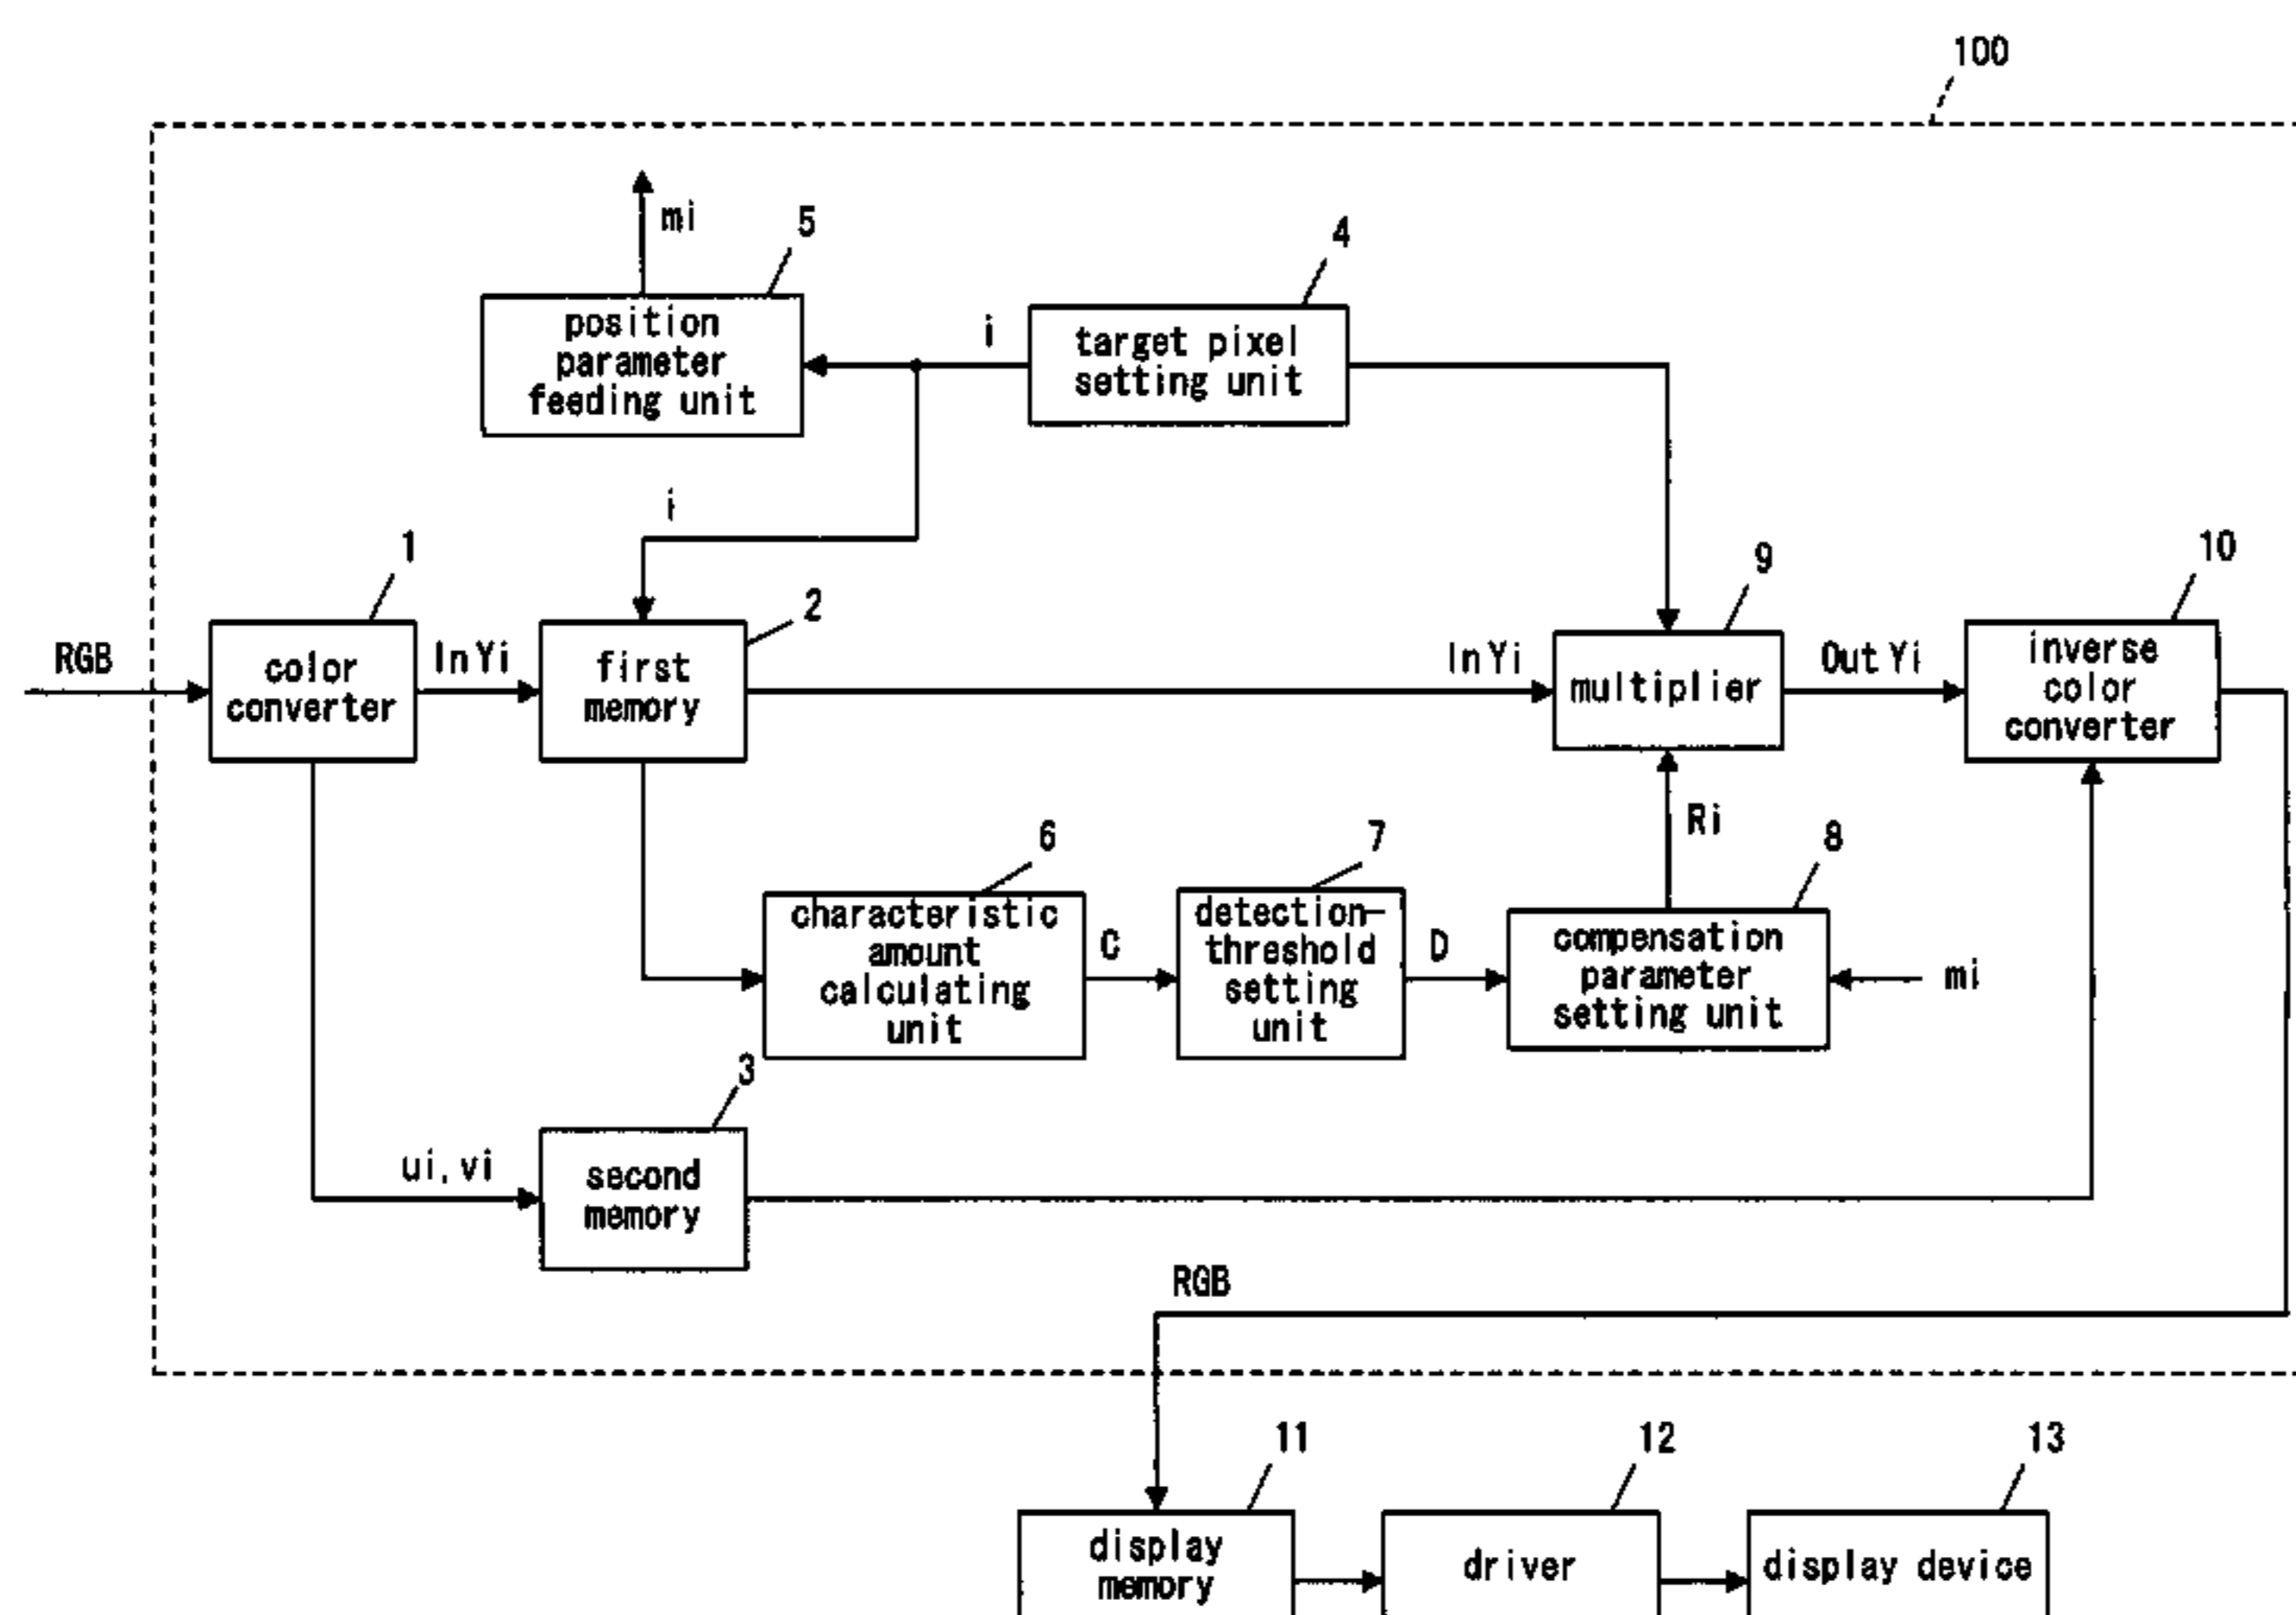 100
mi
5
4
position
parameter
feeding unit
i
target pixel
setting unit
i
1
2
9
10
RGB
color
converter
InYi
first
memory
InYi
multiplier
Out Yi
inverse
color
converter
Ri
6
7
8
characteristic
amount
calculating
unit
C
detection-
threshold
setting
unit
D
compensation
parameter
setting unit
mi
3
ui, vi
second
memory
RGB
11
12
13
display
memory
driver
display device